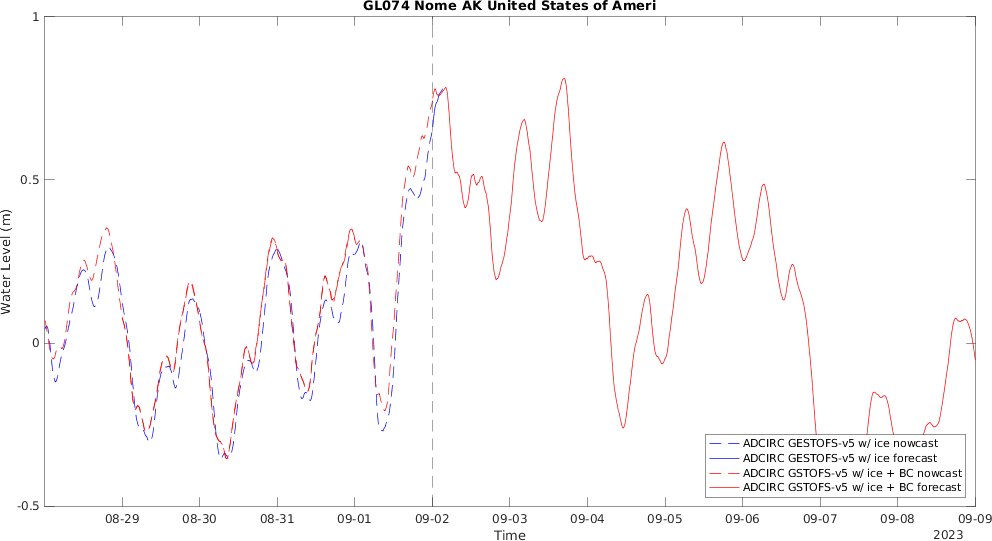 GL074 Nome AK United States of Ameri
1
0.5
0
-0.5
Water Level (m)
08-29 08-30 08-31 09-01 09-02 09-03 09-04 09-05 09-06 09-07 09-08 09-09
Time
2023
ADCIRC GESTOFS-v5 w/ ice nowcast
ADCIRC GESTOFS-v5 w/ ice forecast
ADCIRC GSTOFS-v5 w/ ice + BC nowcast
ADCIRC GSTOFS-v5 w/ ice + BC forecast